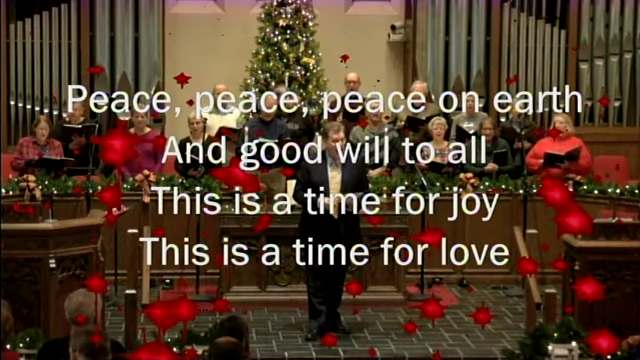 Peace, peace, peace on earth
And good will to all
This is a time for joy
This is a time for love